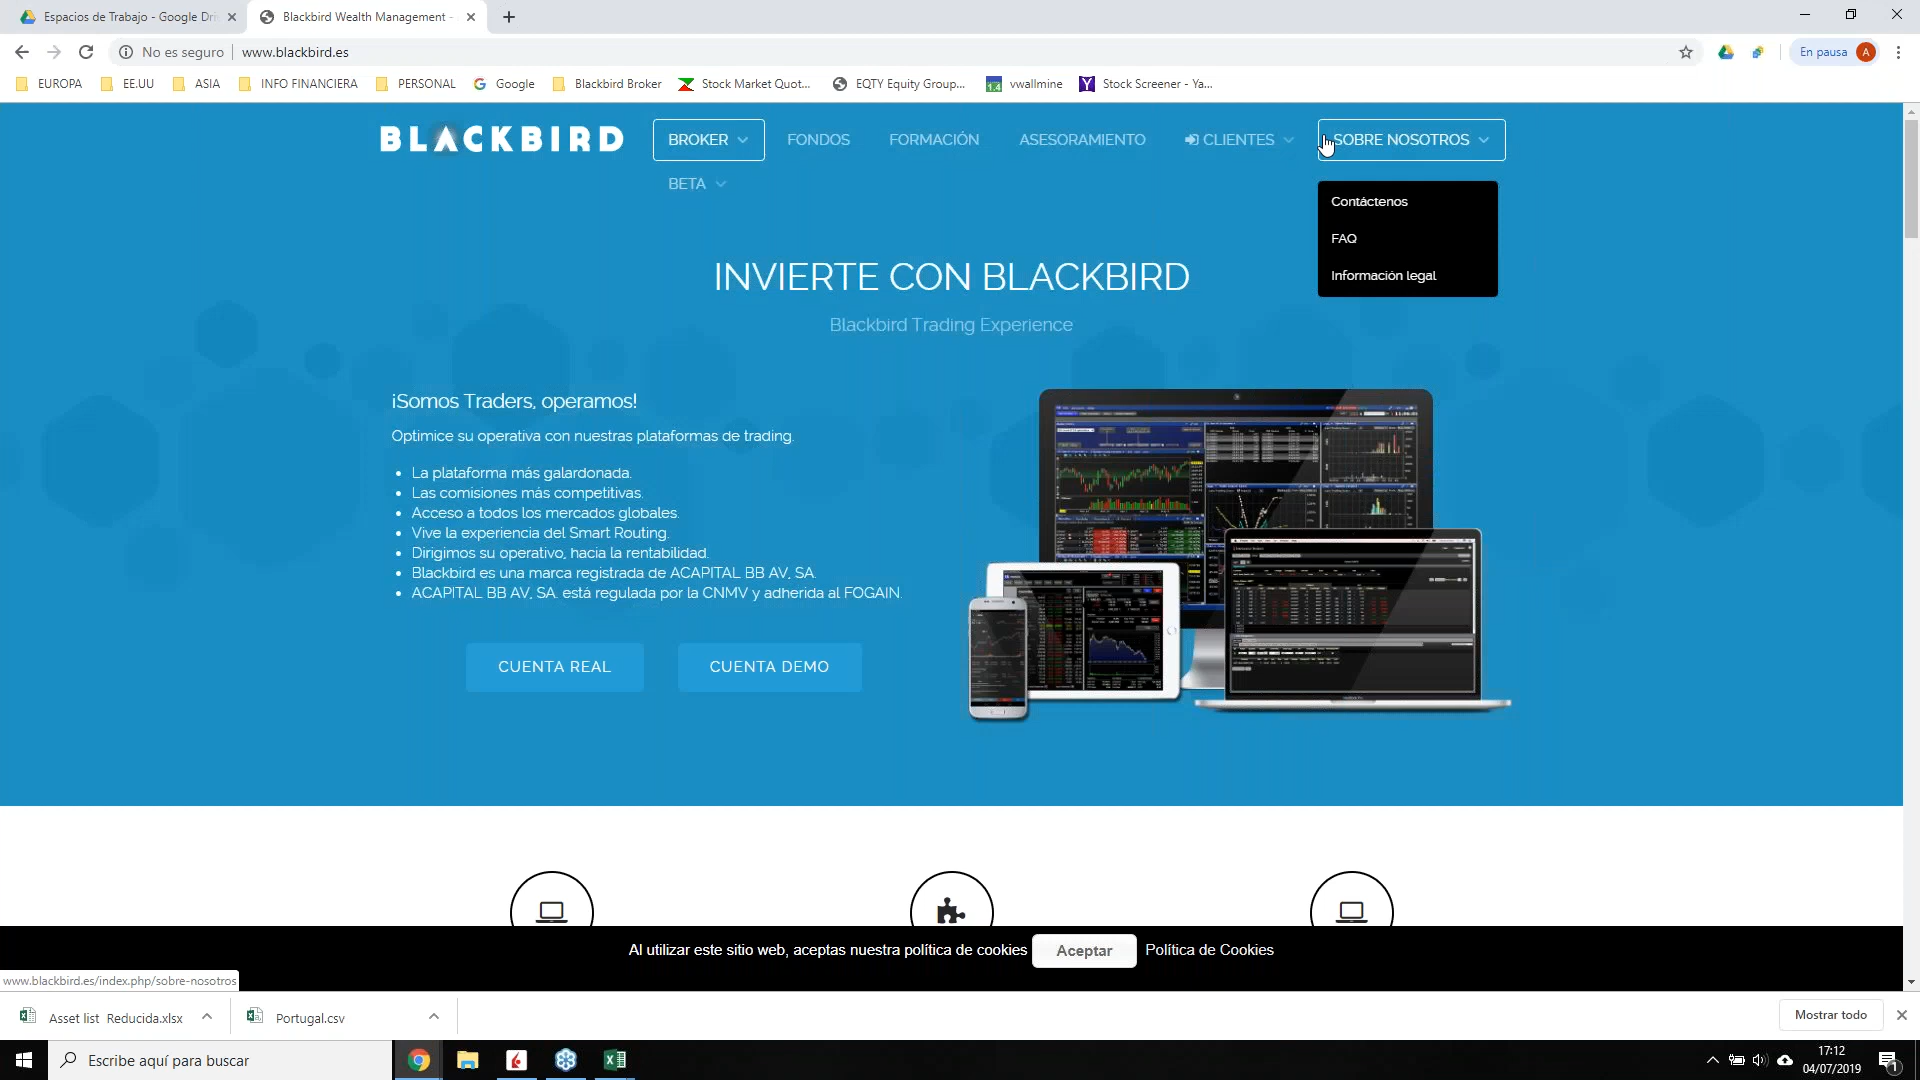 Espacios de Trabajo - Google Dri
Blackbird Wealth Management -
No es seguro
www.blackbird.es
En pausa
A
EUROPA
EE.UU
ASIA
INFO FINANCIERA
PERSONAL
Google
Blackbird Broker
Stock Market Quot...
EQTY Equity Group...
vwallmine
Stock Screener - Ya...
BLACKBIRD
BROKER
FONDOS
FORMACIÓN
ASESORAMIENTO
CLIENTES
SOBRE NOSOTROS
BETA
Contáctenos
FAQ
Información legal
INVIERTE CON BLACKBIRD
Blackbird Trading Experience
¡Somos Traders, operamos!
Optimice su operativa con nuestras plataformas de trading.
• La plataforma más galardonada.
• Las comisiones más competitivas.
• Acceso a todos los mercados globales.
• Vive la experiencia del Smart Routing.
• Dirigimos su operativo, hacia la rentabilidad.
• Blackbird es una marca registrada de ACAPITAL BB AV, SA.
• ACAPITAL BB AV, SA. está regulada por la CNMV y adherida al FOGAIN.
CUENTA REAL
CUENTA DEMO
Al utilizar este sitio web, aceptas nuestra política de cookies
Aceptar
Política de Cookies
www.blackbird.es/index.php/sobre-nosotros
Asset list Reducida.xlsx
Portugal.csv
Mostrar todo
Escribe aquí para buscar
17:12
04/07/2019
1